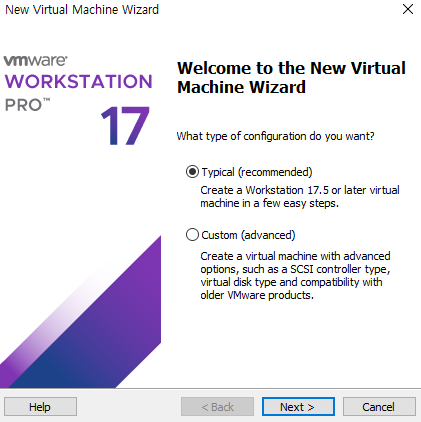 New Virtual Machine Wizard
vmware®
WORKSTATION
PRO™
17
Welcome to the New Virtual
Machine Wizard
What type of configuration do you want?
Typical (recommended)
Create a Workstation 17.5 or later virtual
machine in a few easy steps.
Custom (advanced)
Create a virtual machine with advanced
options, such as a SCSI controller type,
virtual disk type and compatibility with
older VMware products.
Help
< Back
Next >
Cancel